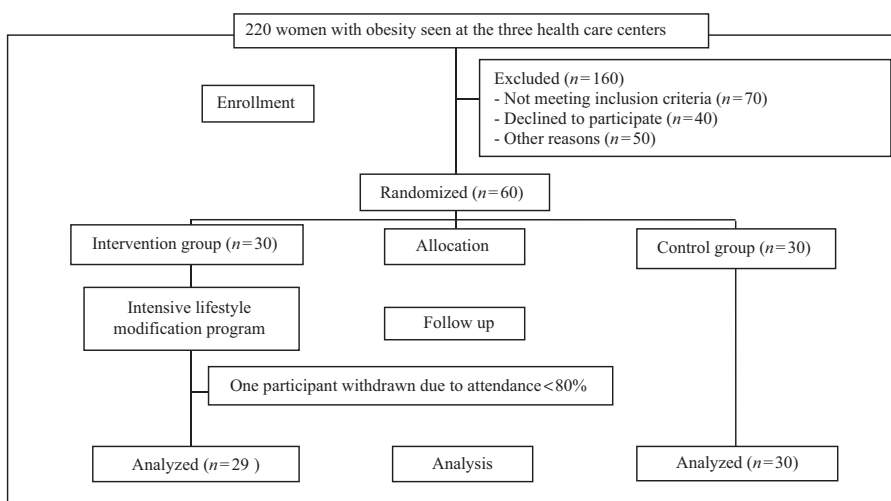 220 women with obesity seen at the three health care centers
Enrollment
Excluded (n=160)
- Not meeting inclusion criteria (n=70)
- Declined to participate (n=40)
- Other reasons (n=50)
Randomized (n=60)
Intervention group (n=30)
Allocation
Control group (n=30)
Intensive lifestyle
modification program
Follow up
One participant withdrawn due to attendance<80%
Analyzed (n=29 )
Analysis
Analyzed (n=30)